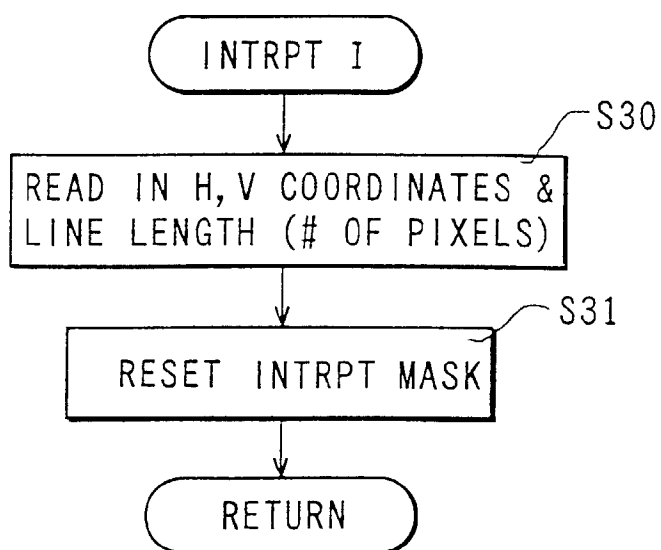 INTRPT I
S30
READ IN H,V COORDINATES &
LINE LENGTH (# OF PIXELS)
S31
RESET INTRPT MASK
RETURN